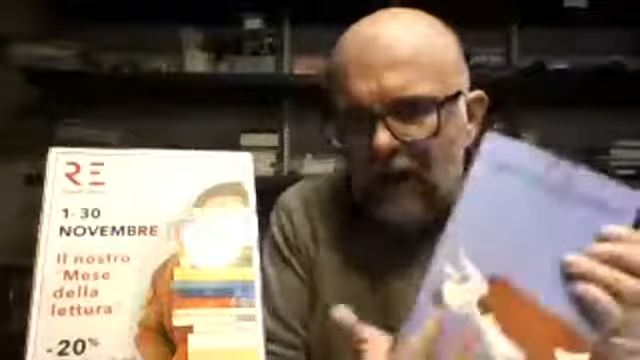 RE
1-30
NOVEMBRE
Il nostro
"Mese
della
lettura"
-20%